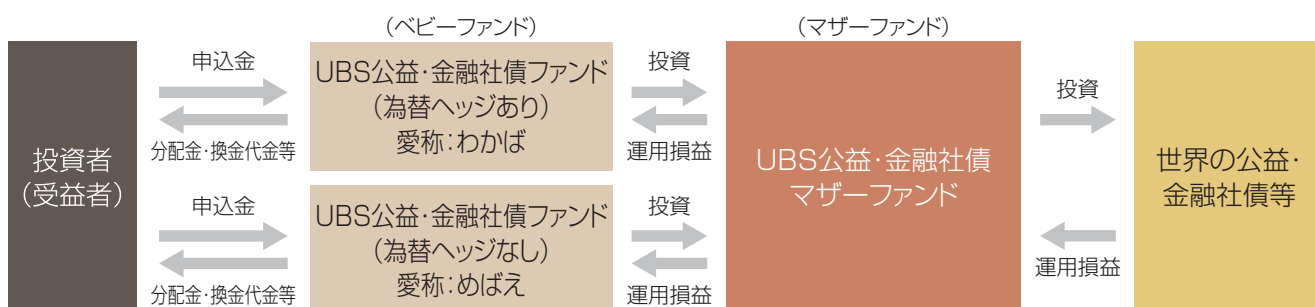 (ベビーファンド)
(マザーファンド)
投資者
(受益者)
申込金
分配金・換金代金等
UBS公益・金融社債ファンド
(為替ヘッジあり)
愛称:わかば
投資
運用損益
申込金
分配金・換金代金等
UBS公益・金融社債ファンド
(為替ヘッジなし)
愛称:めばえ
投資
運用損益
UBS公益・金融社債
マザーファンド
投資
運用損益
世界の公益・
金融社債等